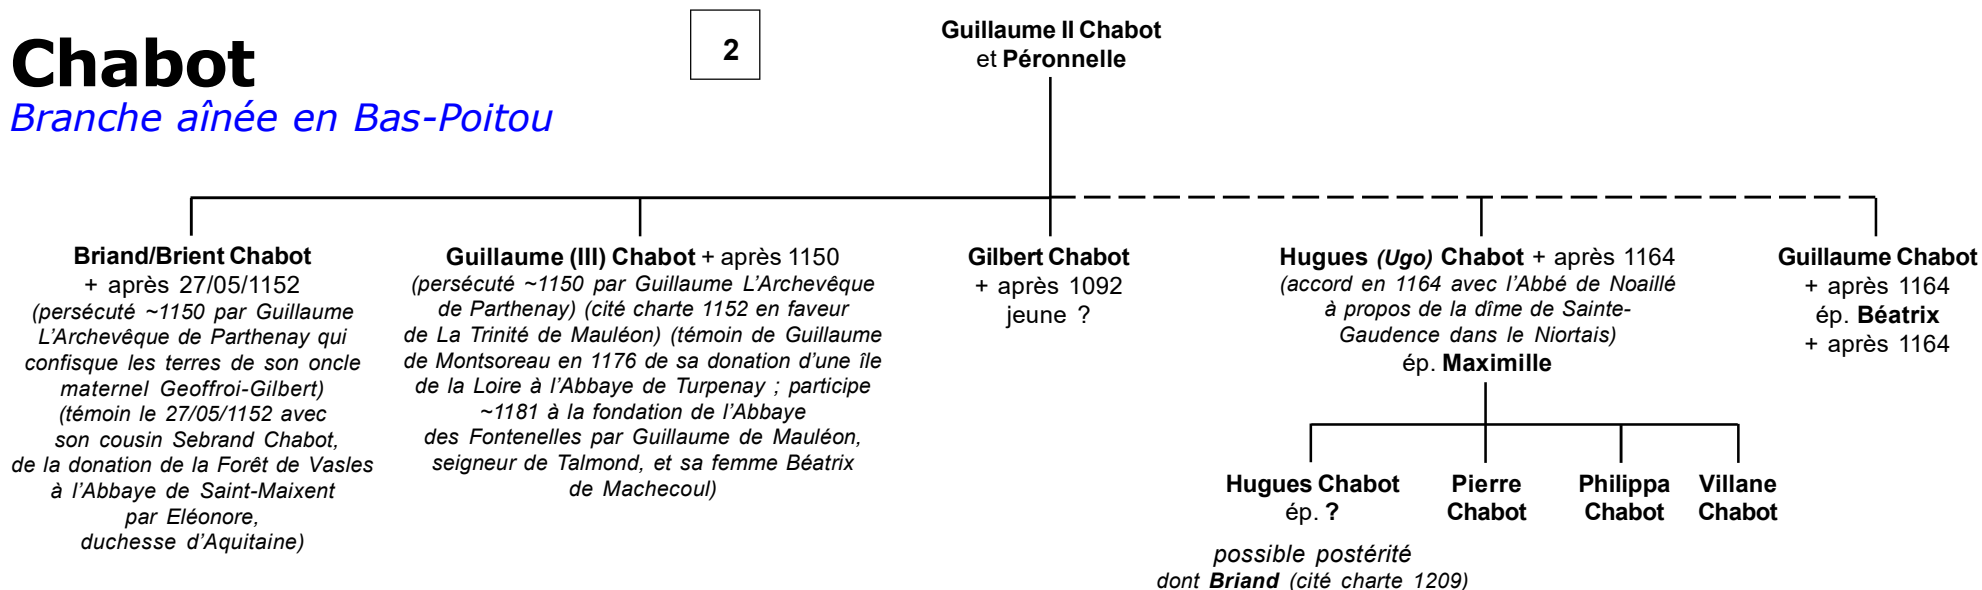 Chabot
Branche aînée en Bas-Poitou
2
Guillaume II Chabot
et Péronnelle
Briand/Brient Chabot
+ après 27/05/1152
(persécuté ~1150 par Guillaume
L'Archevêque de Parthenay qui
confisque les terres de son oncle
maternel Geoffroi-Gilbert)
(témoin le 27/05/1152 avec
son cousin Sebrand Chabot,
de la donation de la Forêt de Vasles
à l'Abbaye de Saint-Maixent
par Eléonore,
duchesse d'Aquitaine)
Guillaume (III) Chabot + après 1150
(persécuté ~1150 par Guillaume L'Archevêque
de Parthenay) (cité charte 1152 en faveur
de La Trinité de Mauléon) (témoin de Guillaume
de Montsoreau en 1176 de sa donation d'une île
de la Loire à l'Abbaye de Turpenay ; participe
~1181 à la fondation de l'Abbaye
des Fontenelles par Guillaume de Mauléon,
seigneur de Talmond, et sa femme Béatrix
de Machecoul)
Gilbert Chabot
+ après 1092
jeune ?
Hugues (Ugo) Chabot + après 1164
(accord en 1164 avec l'Abbé de Noaillé
à propos de la dîme de Sainte-
Gaudence dans le Niortais)
ép. Maximille
Guillaume Chabot
+ après 1164
ép. Béatrix
+ après 1164
Hugues Chabot
ép. ?
possible postérité
dont Briand (cité charte 1209)
Pierre
Chabot
Philippa
Chabot
Villane
Chabot